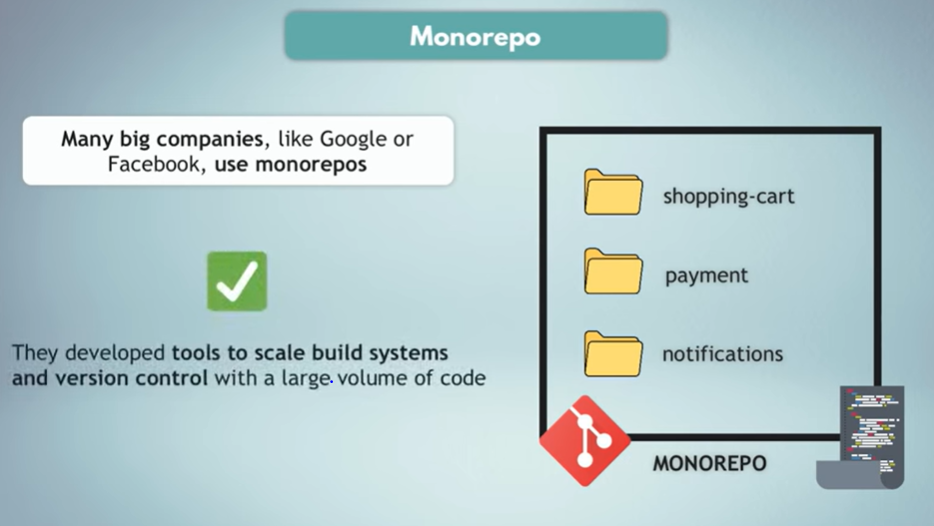 Monorepo
Many big companies, like Google or
Facebook, use monorepos
They developed tools to scale build systems
and version control with a large volume of code
shopping-cart
payment
notifications
MONOREPO